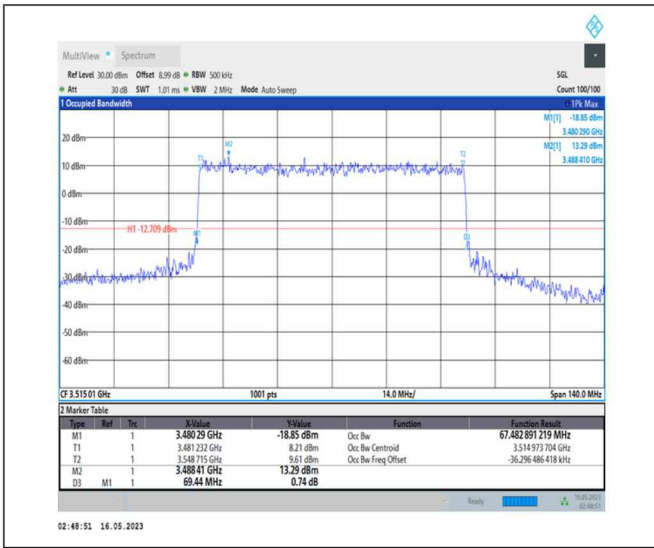 MultiView Spectrum
Ref Level 30.00 dBm Offset 8.99 dB RBW 500 kHz SGL
Att 30 dB SWT 1.01 ms VBW 2 MHz Mode Auto Sweep Count 100/100
1 Occupied Bandwidth 1Pk Max
M1[1] -18.85 dBm
3.480 290 GHz
M2[1] 13.29 dBm
3.488 410 GHz
20 dBm
M2
T1
T2
10 dBm
0 dBm
-10 dBm
H1 -12.709 dBm
M1
D3
-20 dBm
-30 dBm
-40 dBm
-50 dBm
-60 dBm
CF 3.515 01 GHz 1001 pts 14.0 MHz/ Span 140.0 MHz
2 Marker Table
Type Ref Trc X-Value Y-Value Function Function Result
M1 1 3.480 29 GHz -18.85 dBm Occ Bw 67.482 891 219 MHz
T1 1 3.481 232 GHz 8.21 dBm Occ Bw Centroid 3.514 973 704 GHz
T2 1 3.548 715 GHz 9.61 dBm Occ Bw Freq Offset -36.296 486 418 kHz
M2 1 3.488 41 GHz 13.29 dBm
D3 M1 1 69.44 MHz 0.74 dB
Ready 16.05.2023
02:48:51
02:48:51 16.05.2023